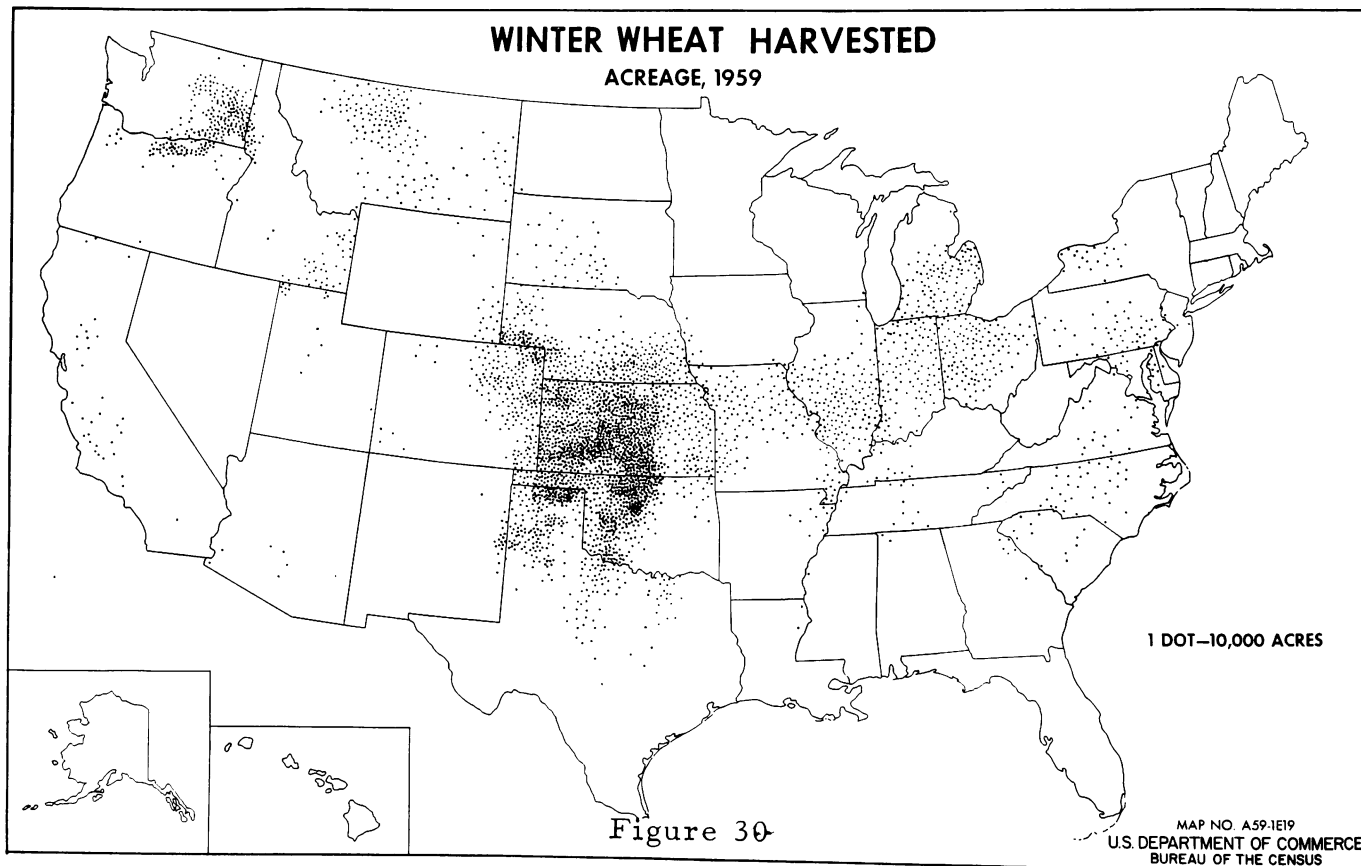 WINTER WHEAT HARVESTED
ACREAGE, 1959
1 DOT—10,000 ACRES
Figure 30
MAP NO. A59-1E19
U.S. DEPARTMENT OF COMMERCE
BUREAU OF THE CENSUS